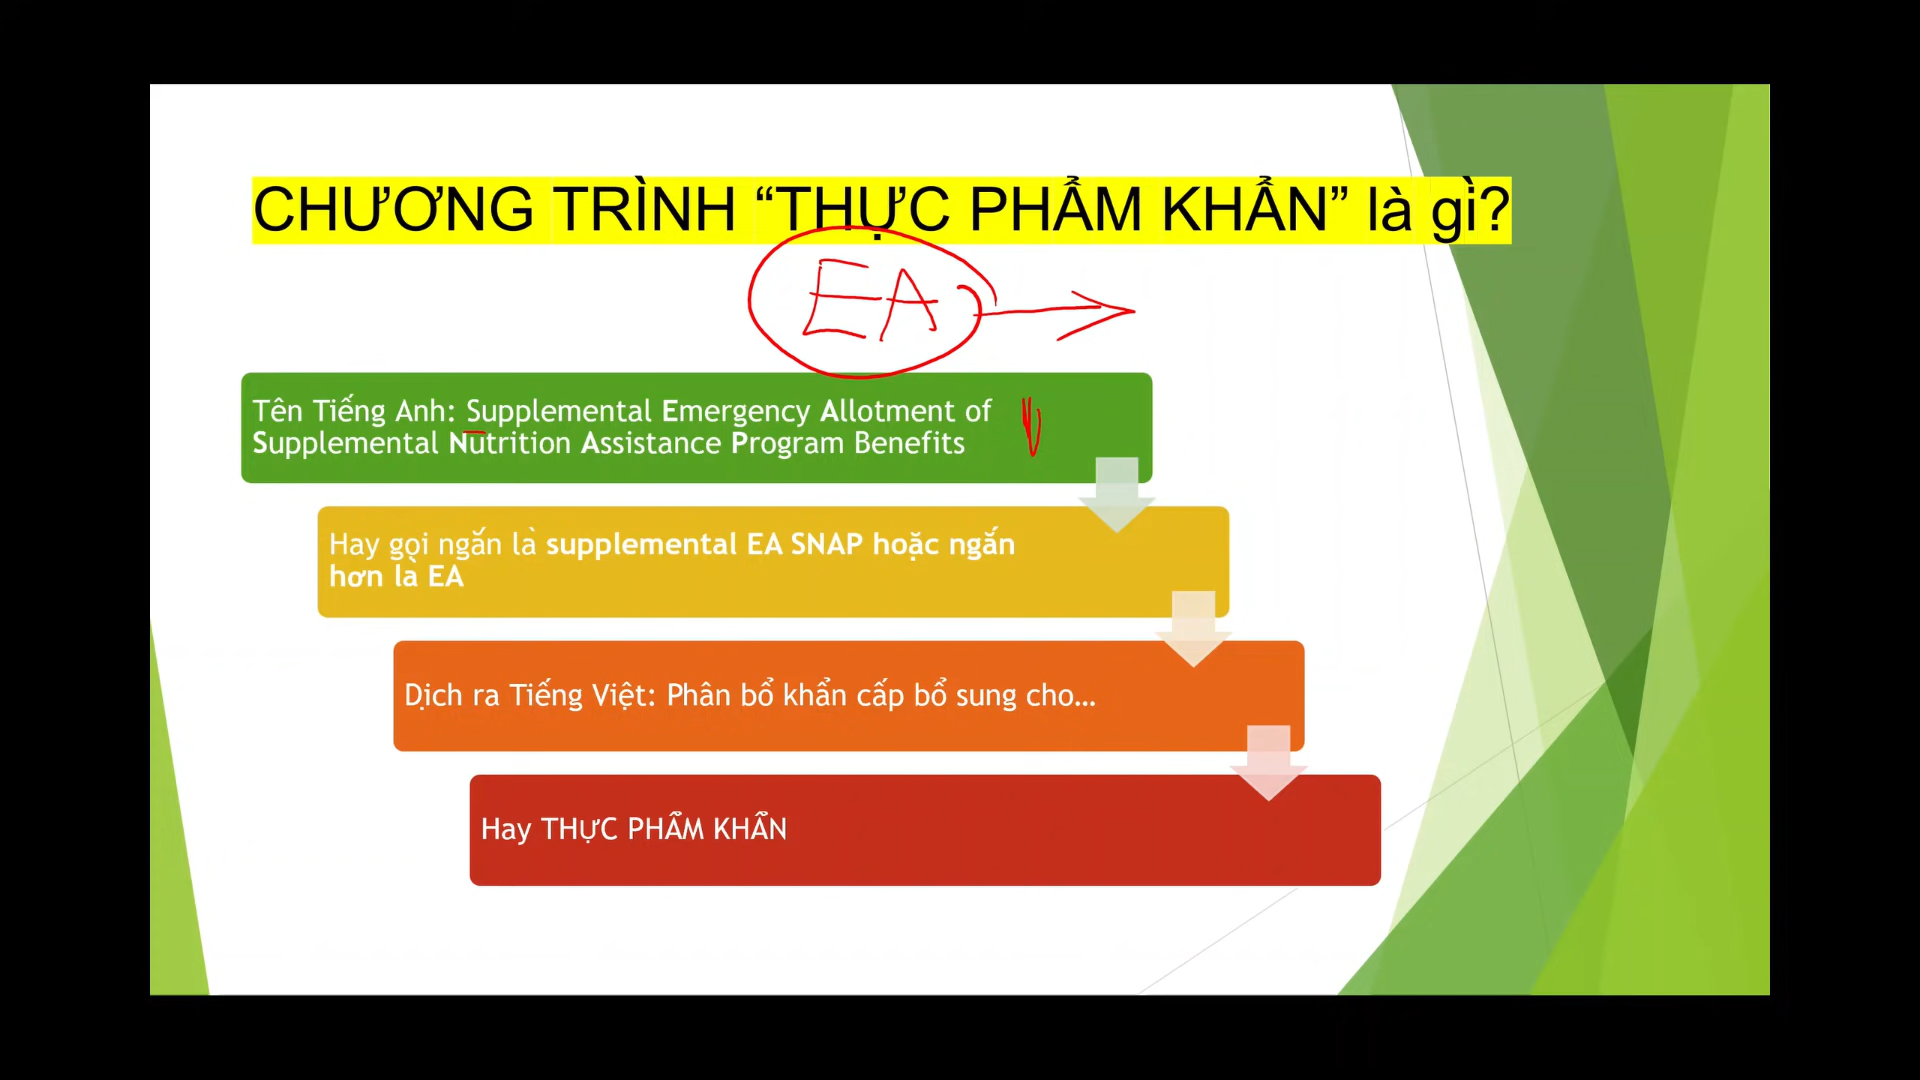 CHƯƠNG TRÌNH “THỰC PHẨM KHẨN” là gì?
EA
Tên Tiếng Anh: Supplemental Emergency Allotment of
Supplemental Nutrition Assistance Program Benefits
Hay gọi ngắn là supplemental EA SNAP hoặc ngắn
hơn là EA
Dịch ra Tiếng Việt: Phân bổ khẩn cấp bổ sung cho…
Hay THỰC PHẨM KHẨN